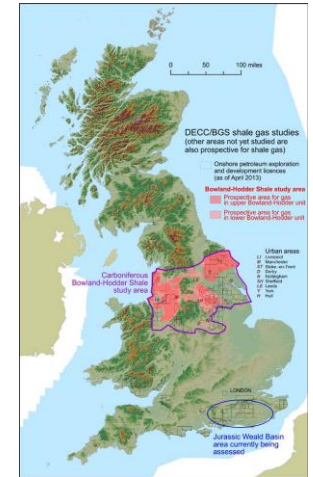 0 50 100 miles
DECC/BGS shale gas studies
(other areas not yet studied are
also prospective for shale gas)
Onshore petroleum exploration
and development licences
(as of April 2013)
Bowland-Hodder Shale study area
Prospective area for gas
in upper Bowland-Hodder unit
Prospective area for gas
in lower Bowland-Hodder unit
Carboniferous
Bowland-Hodder Shale
study area
Urban areas
Liverpool
Manchester
Stoke-on-Trent
D Derby
Nottingham
Sheffield
LE Leeds
Y York
H Hull
LONDON
Jurassic Weald Basin
area currently being
assessed